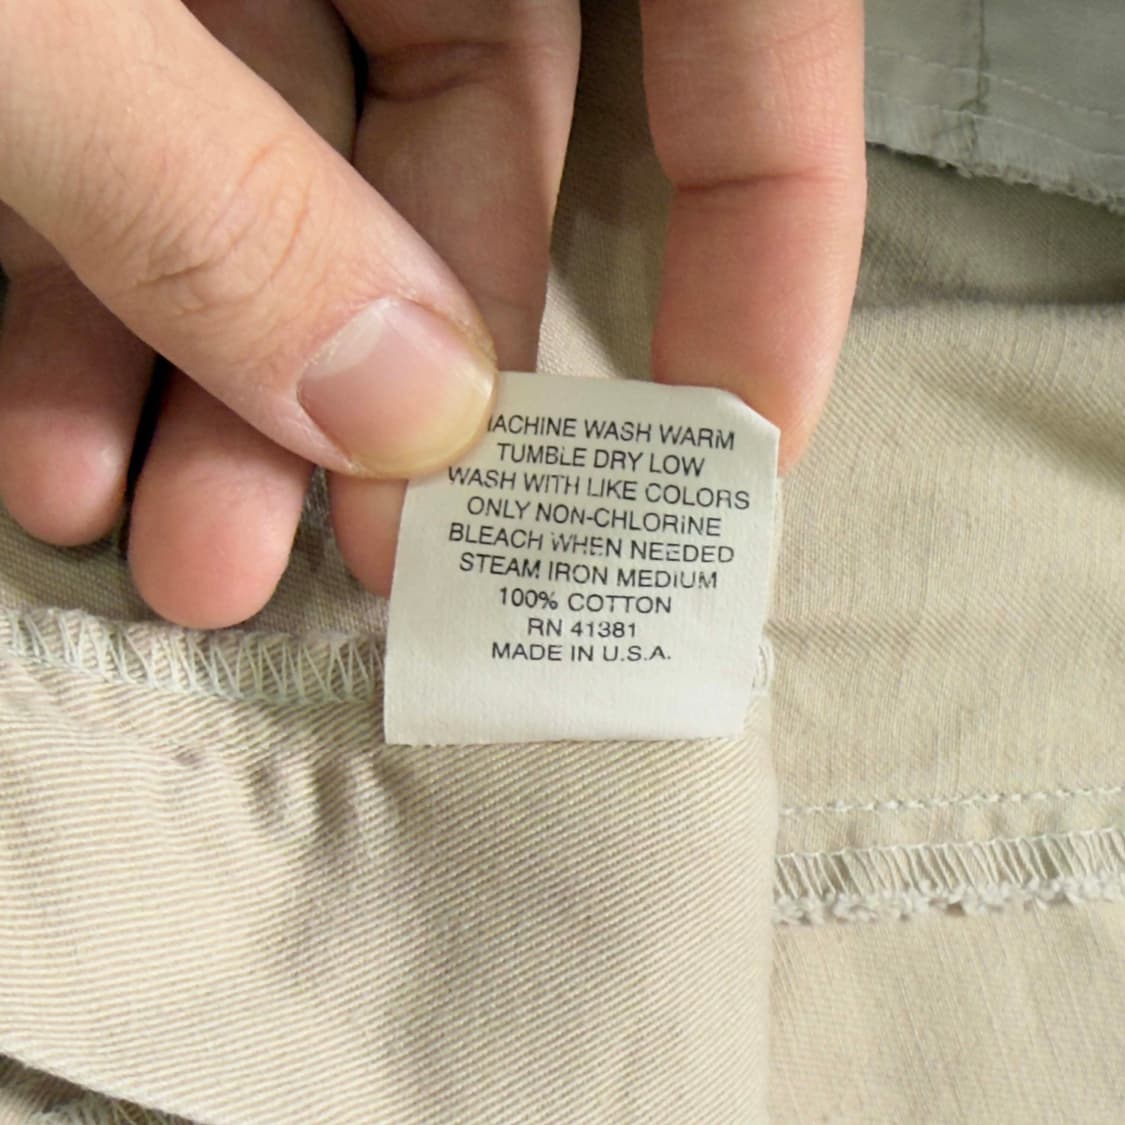 MACHINE WASH WARM
TUMBLE DRY LOW
WASH WITH LIKE COLORS
ONLY NON-CHLORINE
BLEACH WHEN NEEDED
STEAM IRON MEDIUM
100% COTTON
RN 41381
MADE IN U.S.A.